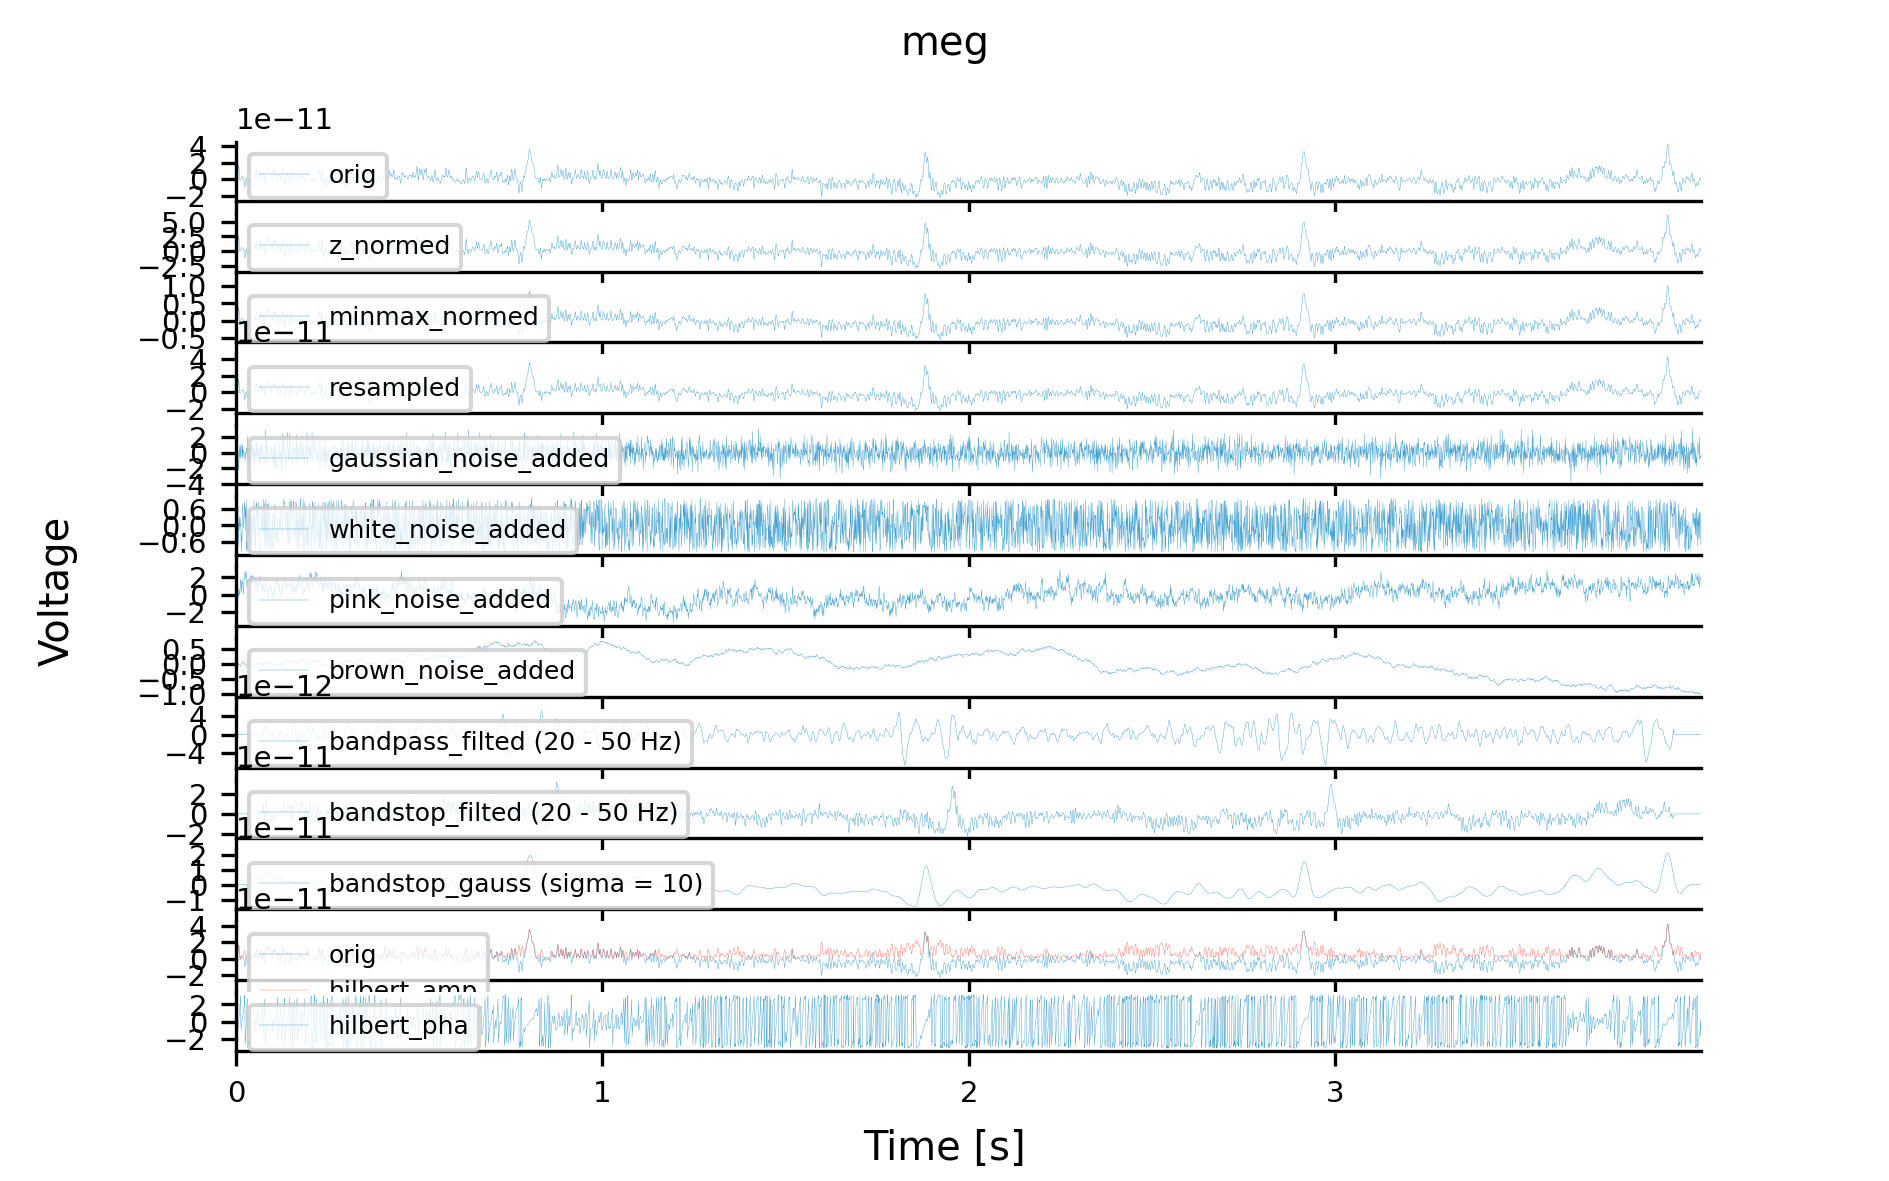 meg
1e−11
4
2
0
−2
orig
5.0
2.5
0.0
−2.5
z_normed
1.0
0.5
0.0
−0.5
minmax_normed
1e−11
4
2
0
−2
resampled
2
0
−2
−4
gaussian_noise_added
0.6
0.0
−0.6
white_noise_added
2
0
−2
pink_noise_added
0.5
0.0
−0.5
−1.0
brown_noise_added
1e−12
4
0
−4
bandpass_filted (20 - 50 Hz)
1e−11
2
0
−2
bandstop_filted (20 - 50 Hz)
1e−11
2
1
0
−1
bandstop_gauss (sigma = 10)
1e−11
4
2
0
−2
orig
hilbert_amp
2
0
−2
hilbert_pha
0 1 2 3
Time [s]
Voltage